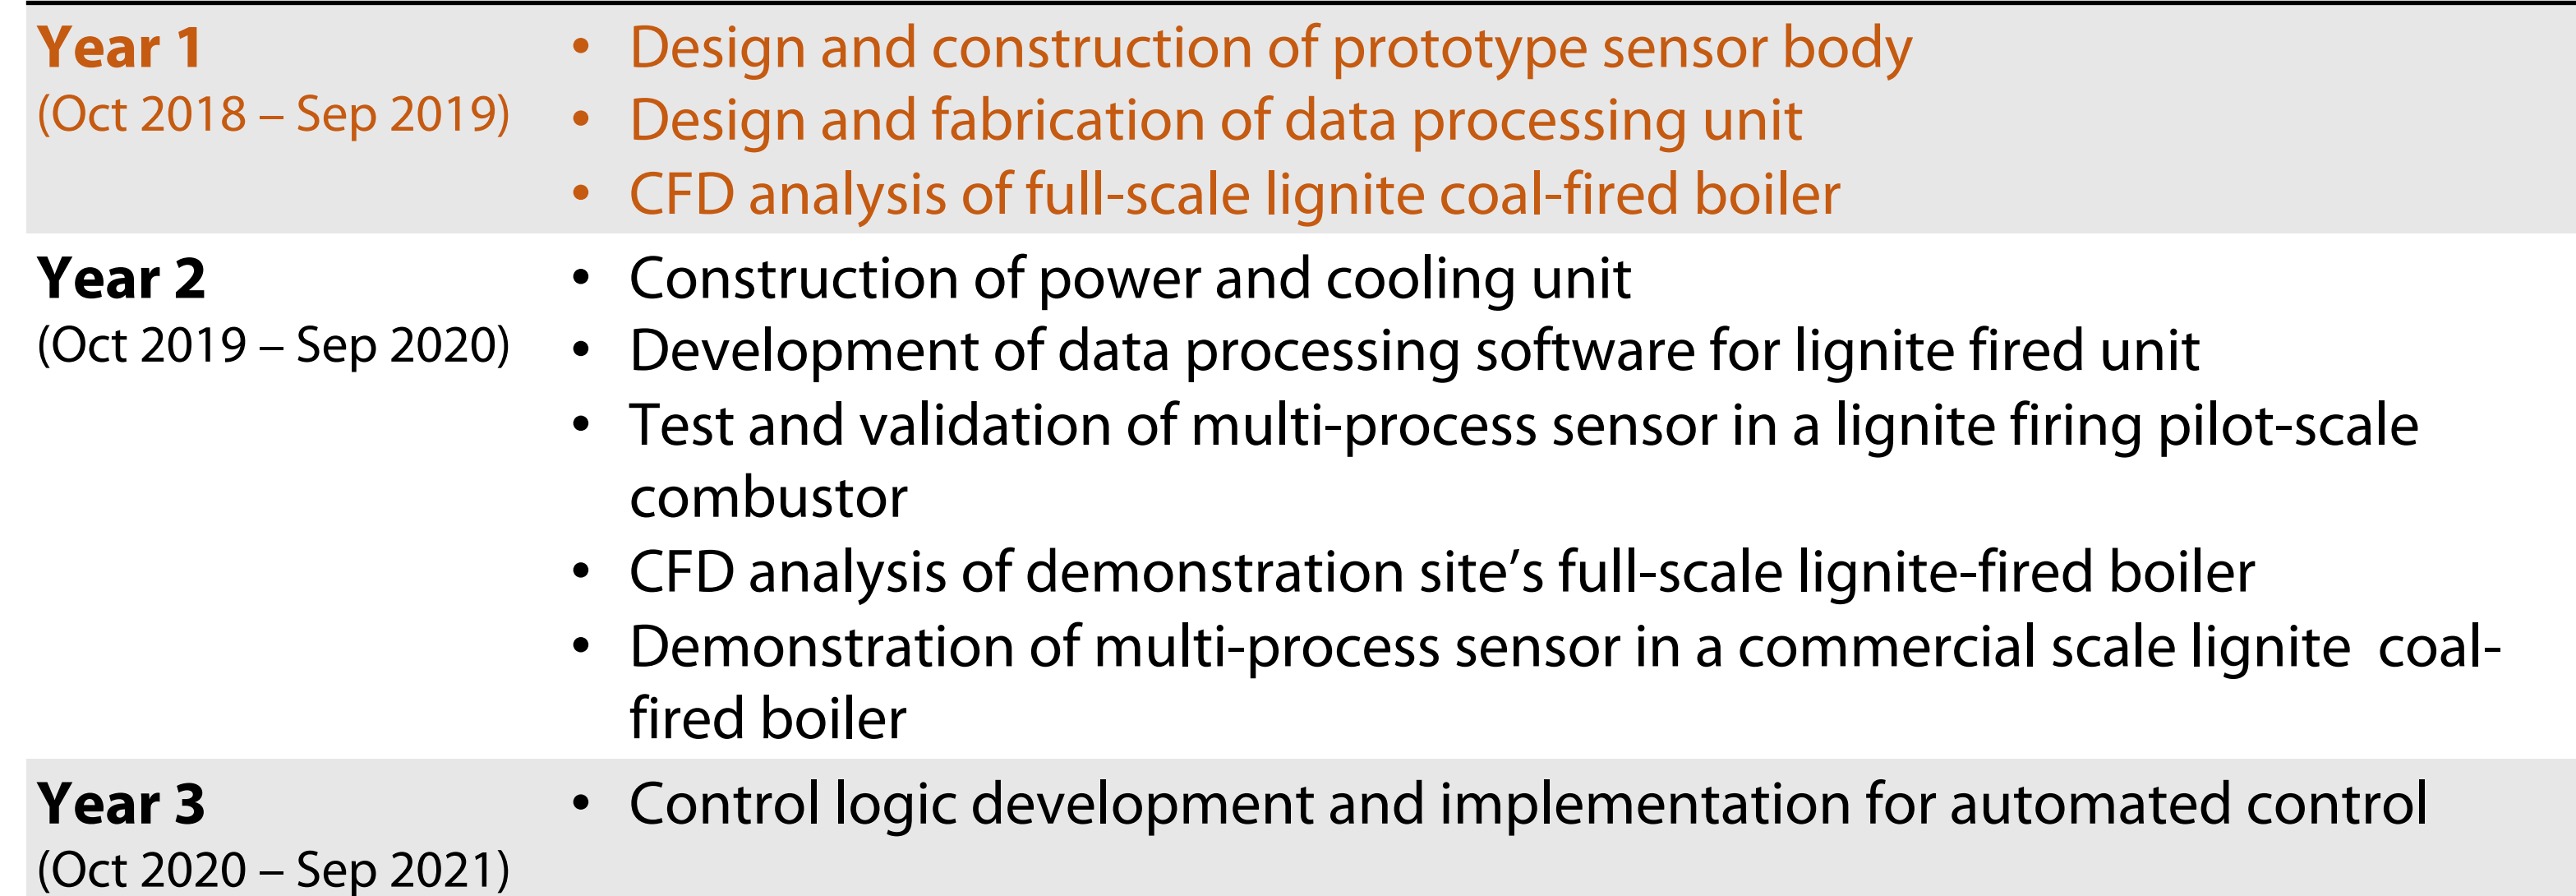 Year 1
(Oct 2018 – Sep 2019)
• Design and construction of prototype sensor body
• Design and fabrication of data processing unit
• CFD analysis of full-scale lignite coal-fired boiler
Year 2
(Oct 2019 – Sep 2020)
• Construction of power and cooling unit
• Development of data processing software for lignite fired unit
• Test and validation of multi-process sensor in a lignite firing pilot-scale
combustor
• CFD analysis of demonstration site’s full-scale lignite-fired boiler
• Demonstration of multi-process sensor in a commercial scale lignite  coal-
fired boiler
Year 3
(Oct 2020 – Sep 2021)
• Control logic development and implementation for automated control